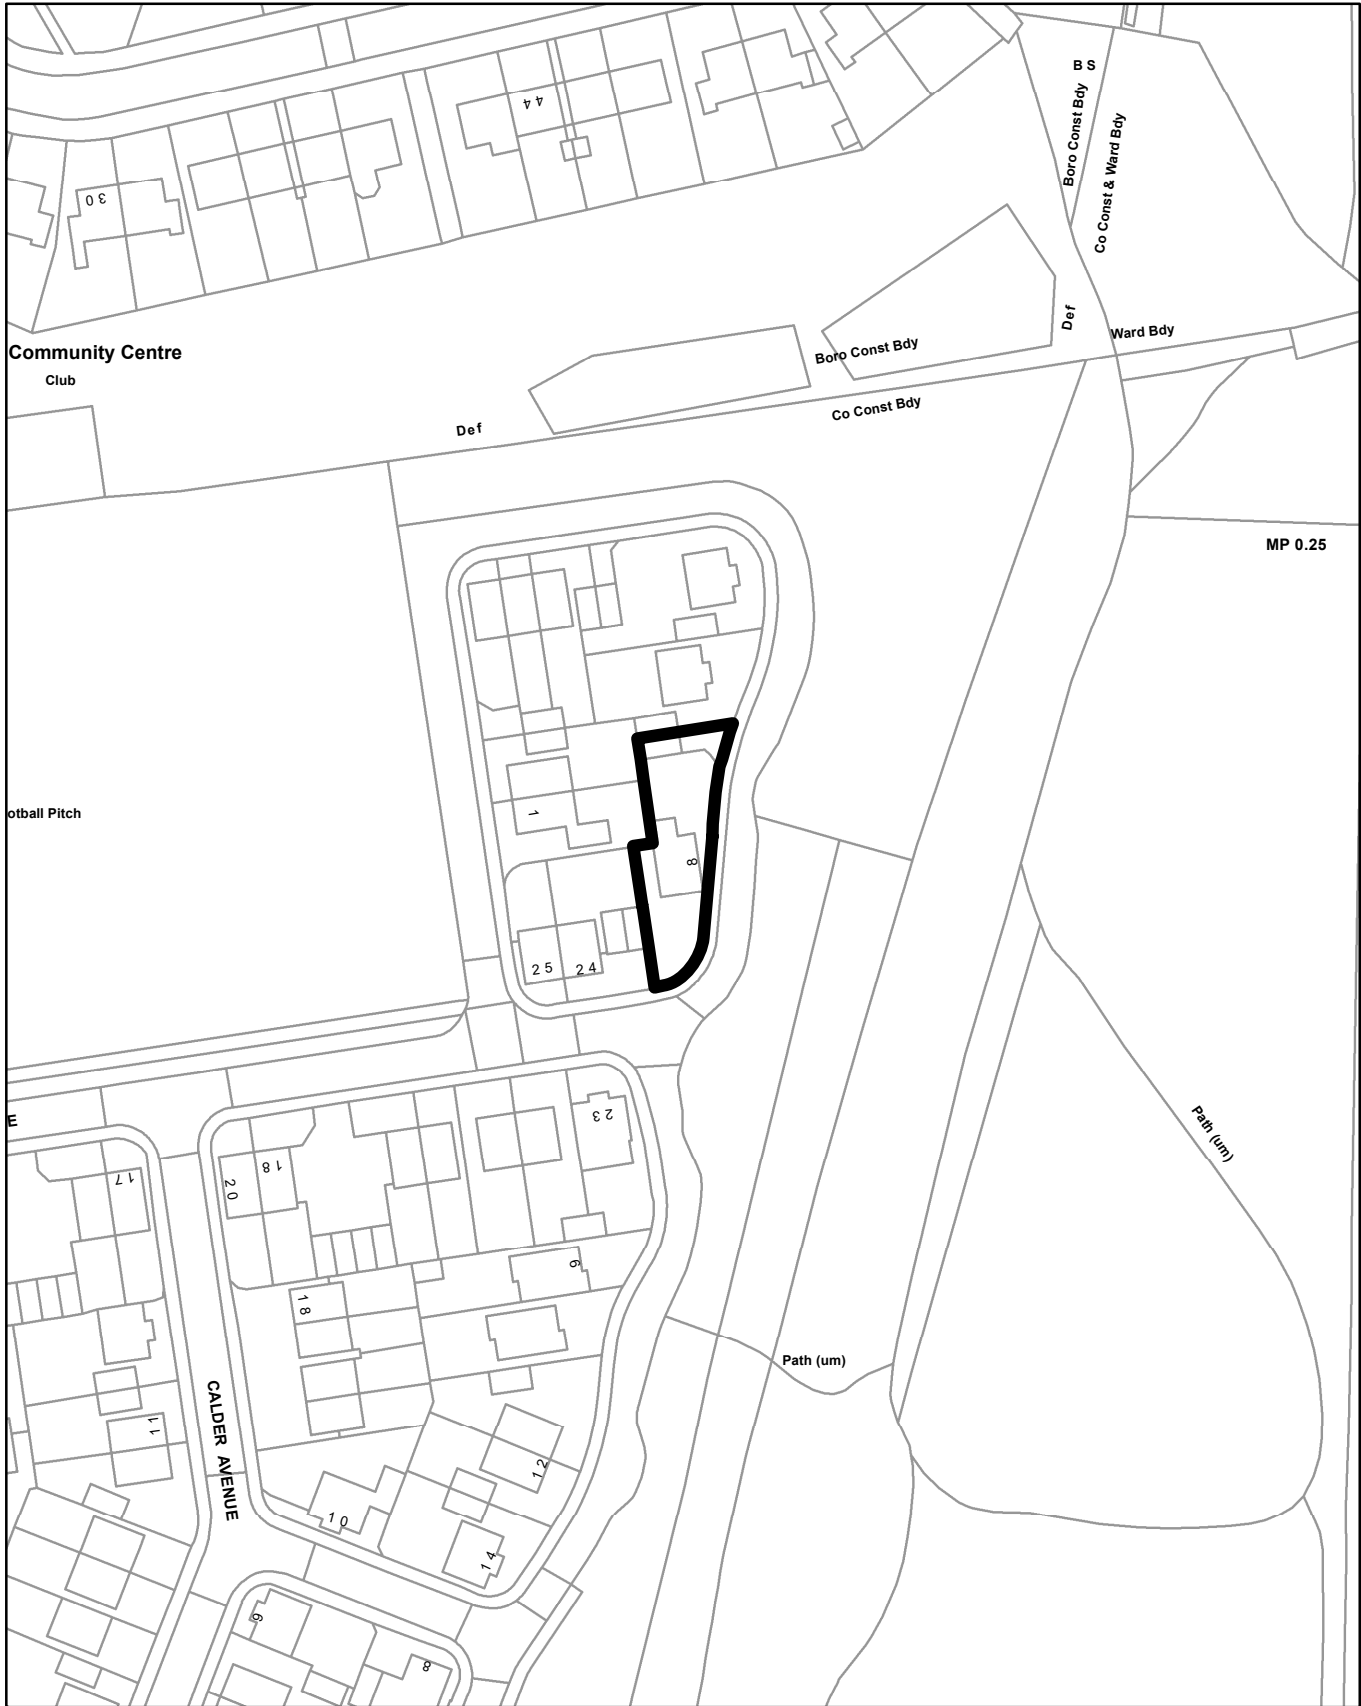 B S
Boro Const Bdy
Co Const & Ward Bdy
44
30
Def
Ward Bdy
Boro Const Bdy
Community Centre
Club
Co Const Bdy
Def
MP 0.25
otball Pitch
1
8
25
24
E
23
Path (um)
18
17
20
6
18
Path (um)
CALDER AVENUE
11
12
10
14
9
8